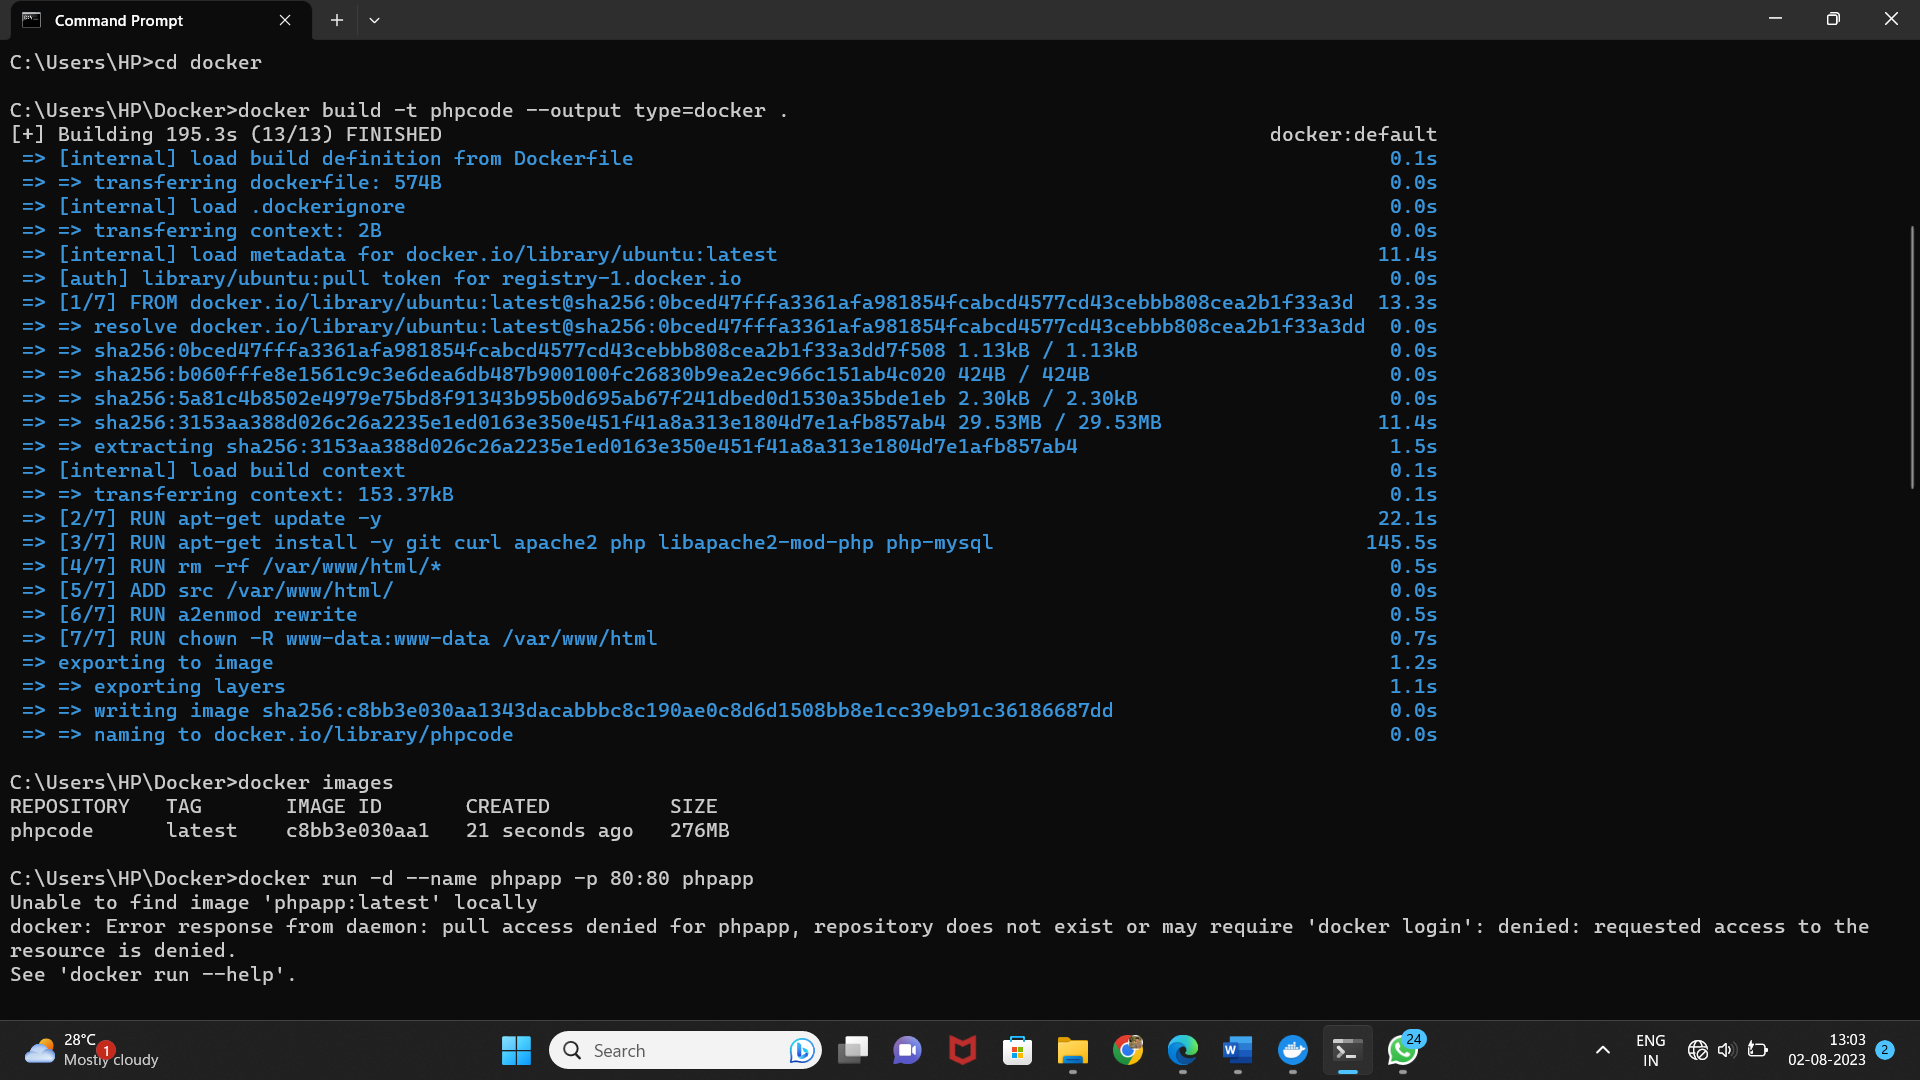 Command Prompt
C:\Users\HP>cd docker
C:\Users\HP\Docker>docker build -t phpcode --output type=docker .
[+] Building 195.3s (13/13) FINISHED docker:default
=> [internal] load build definition from Dockerfile 0.1s
=> => transferring dockerfile: 574B 0.0s
=> [internal] load .dockerignore 0.0s
=> => transferring context: 2B 0.0s
=> [internal] load metadata for docker.io/library/ubuntu:latest 11.4s
=> [auth] library/ubuntu:pull token for registry-1.docker.io 0.0s
=> [1/7] FROM docker.io/library/ubuntu:latest@sha256:0bced47fffa3361afa981854fcabcd4577cd43cebbb808cea2b1f33a3d 13.3s
=> => resolve docker.io/library/ubuntu:latest@sha256:0bced47fffa3361afa981854fcabcd4577cd43cebbb808cea2b1f33a3dd 0.0s
=> => sha256:0bced47fffa3361afa981854fcabcd4577cd43cebbb808cea2b1f33a3dd7f508 1.13kB / 1.13kB 0.0s
=> => sha256:b060fffe8e1561c9c3e6dea6db487b900100fc26830b9ea2ec966c151ab4c020 424B / 424B 0.0s
=> => sha256:5a81c4b8502e4979e75bd8f91343b95b0d695ab67f241dbed0d1530a35bde1eb 2.30kB / 2.30kB 0.0s
=> => sha256:3153aa388d026c26a2235e1ed0163e350e451f41a8a313e1804d7e1afb857ab4 29.53MB / 29.53MB 11.4s
=> => extracting sha256:3153aa388d026c26a2235e1ed0163e350e451f41a8a313e1804d7e1afb857ab4 1.5s
=> [internal] load build context 0.1s
=> => transferring context: 153.37kB 0.1s
=> [2/7] RUN apt-get update -y 22.1s
=> [3/7] RUN apt-get install -y git curl apache2 php libapache2-mod-php php-mysql 145.5s
=> [4/7] RUN rm -rf /var/www/html/* 0.5s
=> [5/7] ADD src /var/www/html/ 0.0s
=> [6/7] RUN a2enmod rewrite 0.5s
=> [7/7] RUN chown -R www-data:www-data /var/www/html 0.7s
=> exporting to image 1.2s
=> => exporting layers 1.1s
=> => writing image sha256:c8bb3e030aa1343dacabbbc8c190ae0c8d6d1508bb8e1cc39eb91c36186687dd 0.0s
=> => naming to docker.io/library/phpcode 0.0s
C:\Users\HP\Docker>docker images
REPOSITORY TAG IMAGE ID CREATED SIZE
phpcode latest c8bb3e030aa1 21 seconds ago 276MB
C:\Users\HP\Docker>docker run -d --name phpapp -p 80:80 phpapp
Unable to find image 'phpapp:latest' locally
docker: Error response from daemon: pull access denied for phpapp, repository does not exist or may require 'docker login': denied: requested access to the
resource is denied.
See 'docker run --help'.
28°C
1
Mostly cloudy
Search
W
24
ENG
IN
13:03
02-08-2023
2